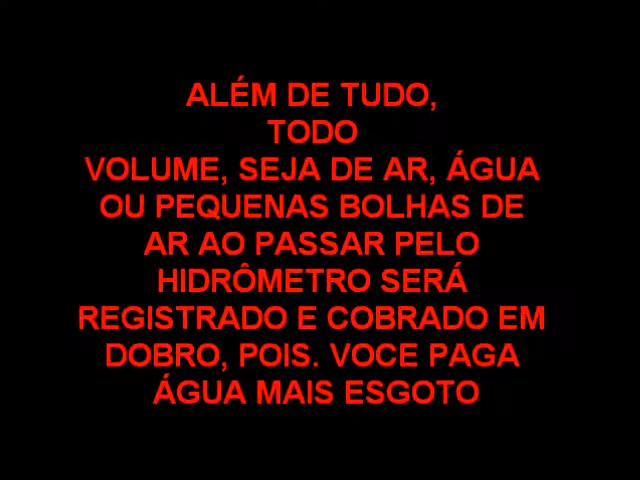 ALÉM DE TUDO,
TODO
VOLUME, SEJA DE AR, ÁGUA
OU PEQUENAS BOLHAS DE
AR AO PASSAR PELO
HIDRÔMETRO SERÁ
REGISTRADO E COBRADO EM
DOBRO, POIS. VOCE PAGA
ÁGUA MAIS ESGOTO